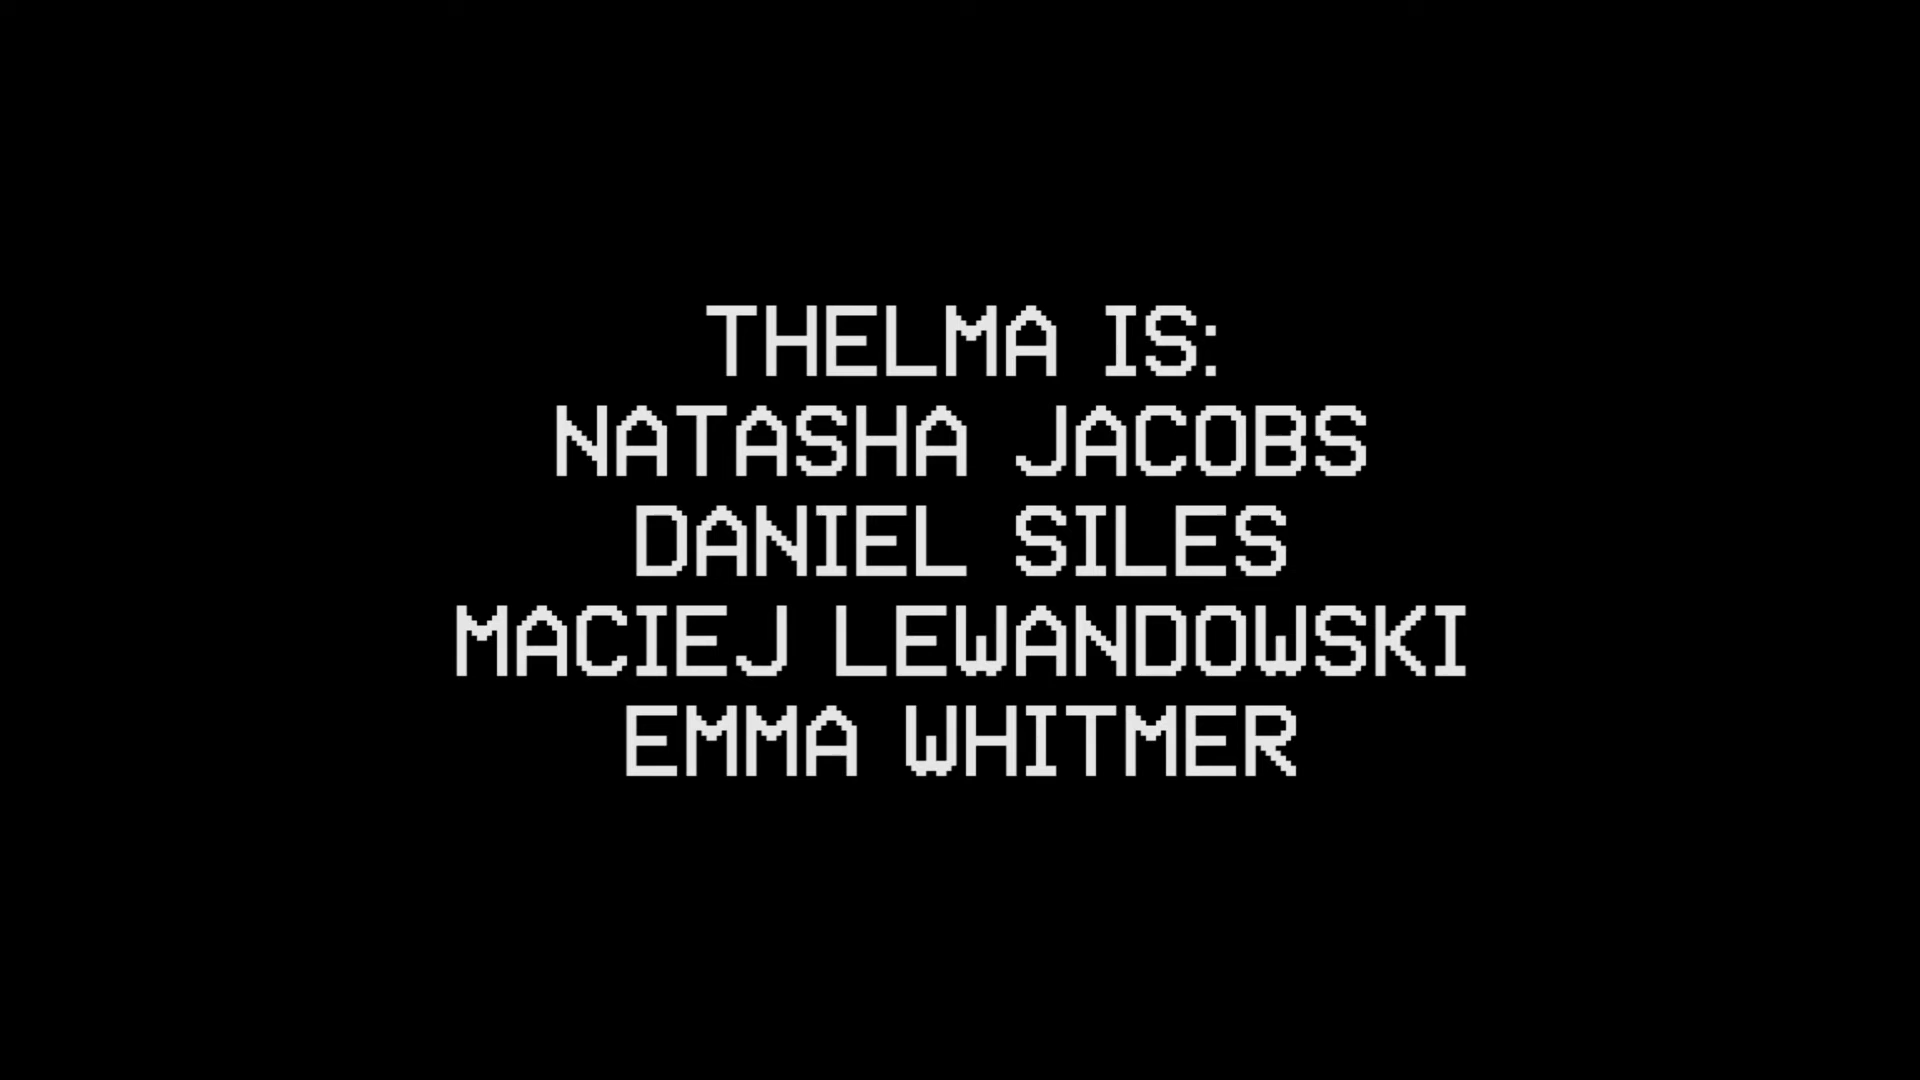 THELMA IS:
NATASHA JACOBS
DANIEL SILES
MACIEJ LEWANDOWSKI
EMMA WHITMER